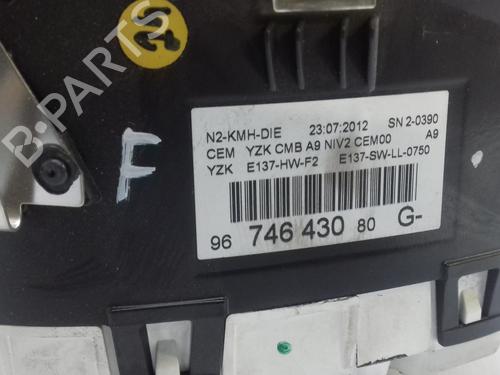 N2-KMH-DIE 23:07:2012 SN 2-0390
CEM YZK CMB A9 NIV2 CEM00 A9
YZK E137-HW-F2 E137-SW-LL-0750
96 746 430 80 G-
F
B-PARTS